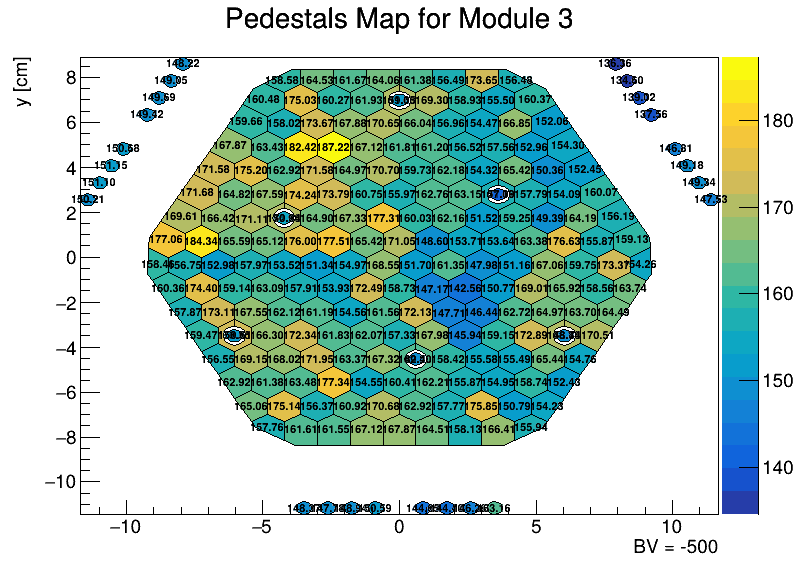 Pedestals Map for Module 3
y [cm]
148.22 158.58 164.53 161.67 164.06 161.38 156.49 173.65 156.48 136.36
149.05 134.50
149.69 160.48 175.03 160.27 161.93 169.30 158.93 155.50 160.37 139.02
149.42 137.56
159.66 158.02 173.67 167.88 170.65 166.04 156.96 154.47 166.85 152.06
150.58 167.87 163.43 182.42 187.22 167.12 161.81 161.20 156.52 157.56 152.96 154.30 146.81
151.15 149.18
171.58 175.20 162.92 171.58 164.97 170.70 159.73 162.18 154.32 165.42 150.36 152.45
151.10 149.34
150.21 171.68 164.82 167.59 174.24 173.79 160.75 155.97 162.76 163.15 157.79 154.09 160.07 147.53
169.61 166.42 171.11 164.90 167.33 177.31 160.03 162.16 151.52 159.25 149.39 164.19 156.19
177.06 184.34 165.59 165.12 176.00 177.51 165.42 171.05 148.60 153.71 153.64 163.38 176.63 155.87 159.13
158.46 156.75 152.98 157.97 153.52 151.34 154.97 168.55 151.70 161.35 147.98 151.16 167.06 159.75 173.37 154.26
160.36 174.40 159.14 163.09 157.91 153.93 172.49 158.73 147.17 142.56 150.77 169.01 165.92 158.56 163.74
157.87 173.11 167.55 162.12 161.19 154.56 161.56 172.13 147.71 146.44 162.28 152.97 163.70 164.49
159.47 166.30 172.34 161.83 162.07 157.33 167.98 145.94 162.72 159.15 172.89 170.51
156.55 169.15 168.02 171.95 163.37 167.32 158.42 155.58 155.49 165.44 154.76
162.92 161.38 163.48 177.34 154.55 160.41 162.21 155.87 154.95 158.74 152.43
165.06 175.14 156.37 160.92 170.68 162.92 157.77 175.85 150.79 154.23
157.76 161.61 161.55 167.12 167.87 164.51 158.13 166.41 155.94
163.16
8
6
4
2
0
−2
−4
−6
−8
−10
−10 −5 0 5 10
180
170
160
150
140
BV = -500